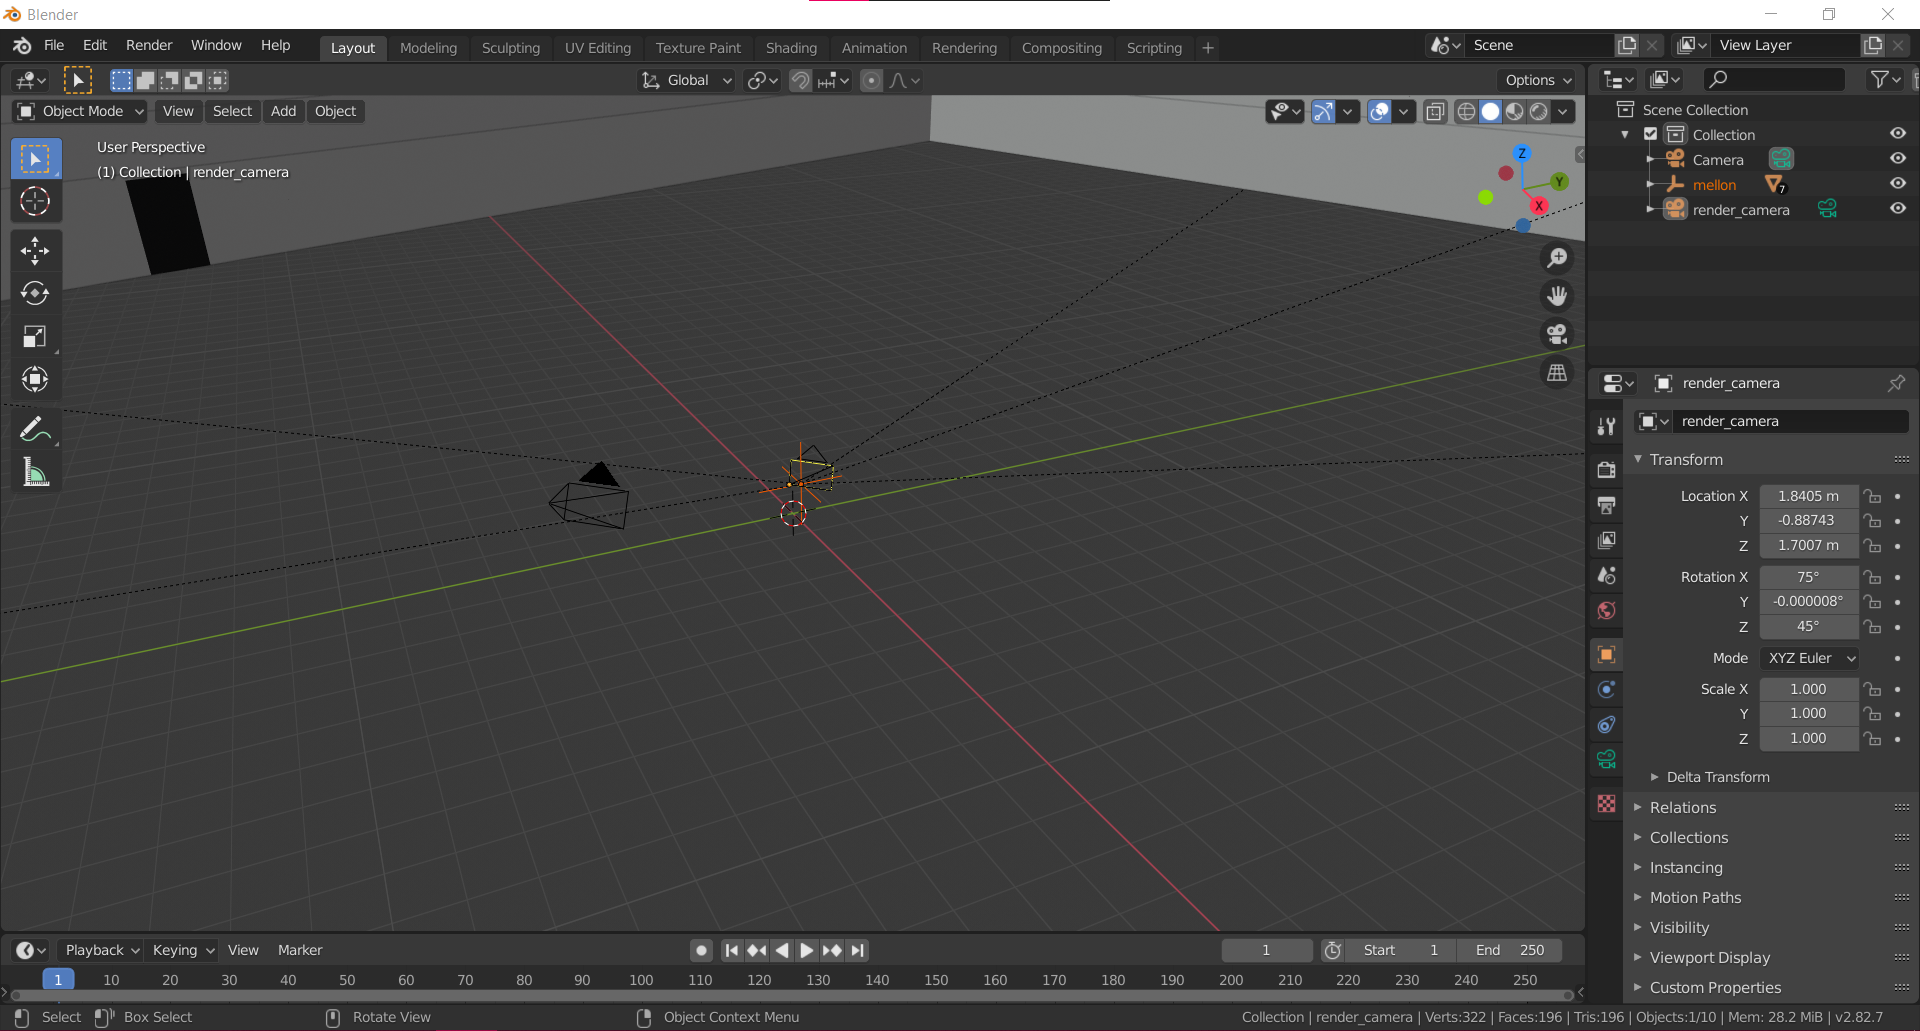 Blender
File Edit Render Window Help Layout Modeling Sculpting UV Editing Texture Paint Shading Animation Rendering Compositing Scripting + Scene View Layer
Global Options
Object Mode View Select Add Object
User Perspective
(1) Collection | render_camera
Z
Y
X
Scene Collection
Collection
Camera
mellon 7
render_camera
render_camera
render_camera
Transform
Location X 1.8405 m
Y -0.88743
Z 1.7007 m
Rotation X 75°
Y -0.000008°
Z 45°
Mode XYZ Euler
Scale X 1.000
Y 1.000
Z 1.000
Delta Transform
Relations
Collections
Instancing
Motion Paths
Visibility
Viewport Display
Custom Properties
Playback Keying View Marker 1 Start 1 End 250
1 10 20 30 40 50 60 70 80 90 100 110 120 130 140 150 160 170 180 190 200 210 220 230 240 250
Select Box Select Rotate View Object Context Menu Collection | render_camera | Verts:322 | Faces:196 | Tris:196 | Objects:1/10 | Mem: 28.2 MiB | v2.82.7